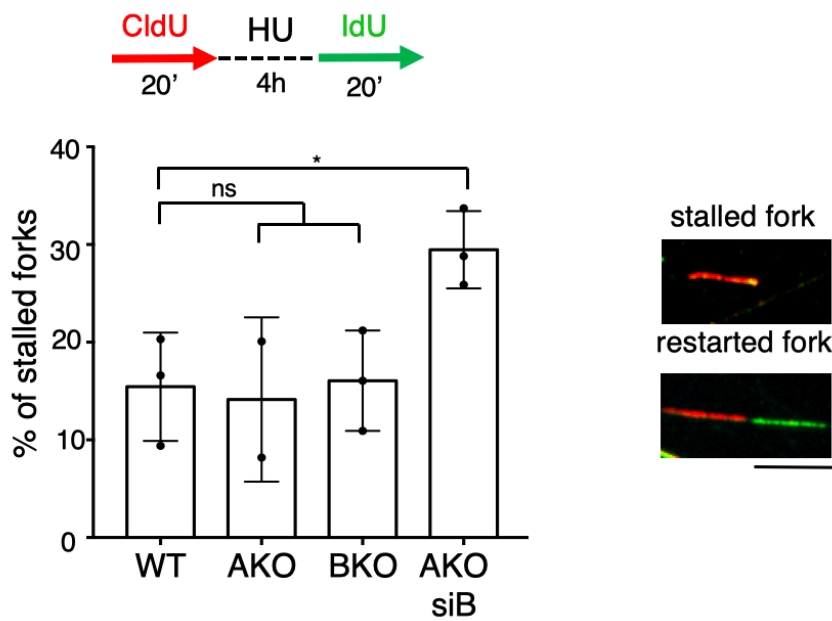 CldU HU IdU
20' 4h 20'
% of stalled forks
40
30
20
10
0
*
ns
WT AKO BKO AKO
siB
stalled fork
restarted fork